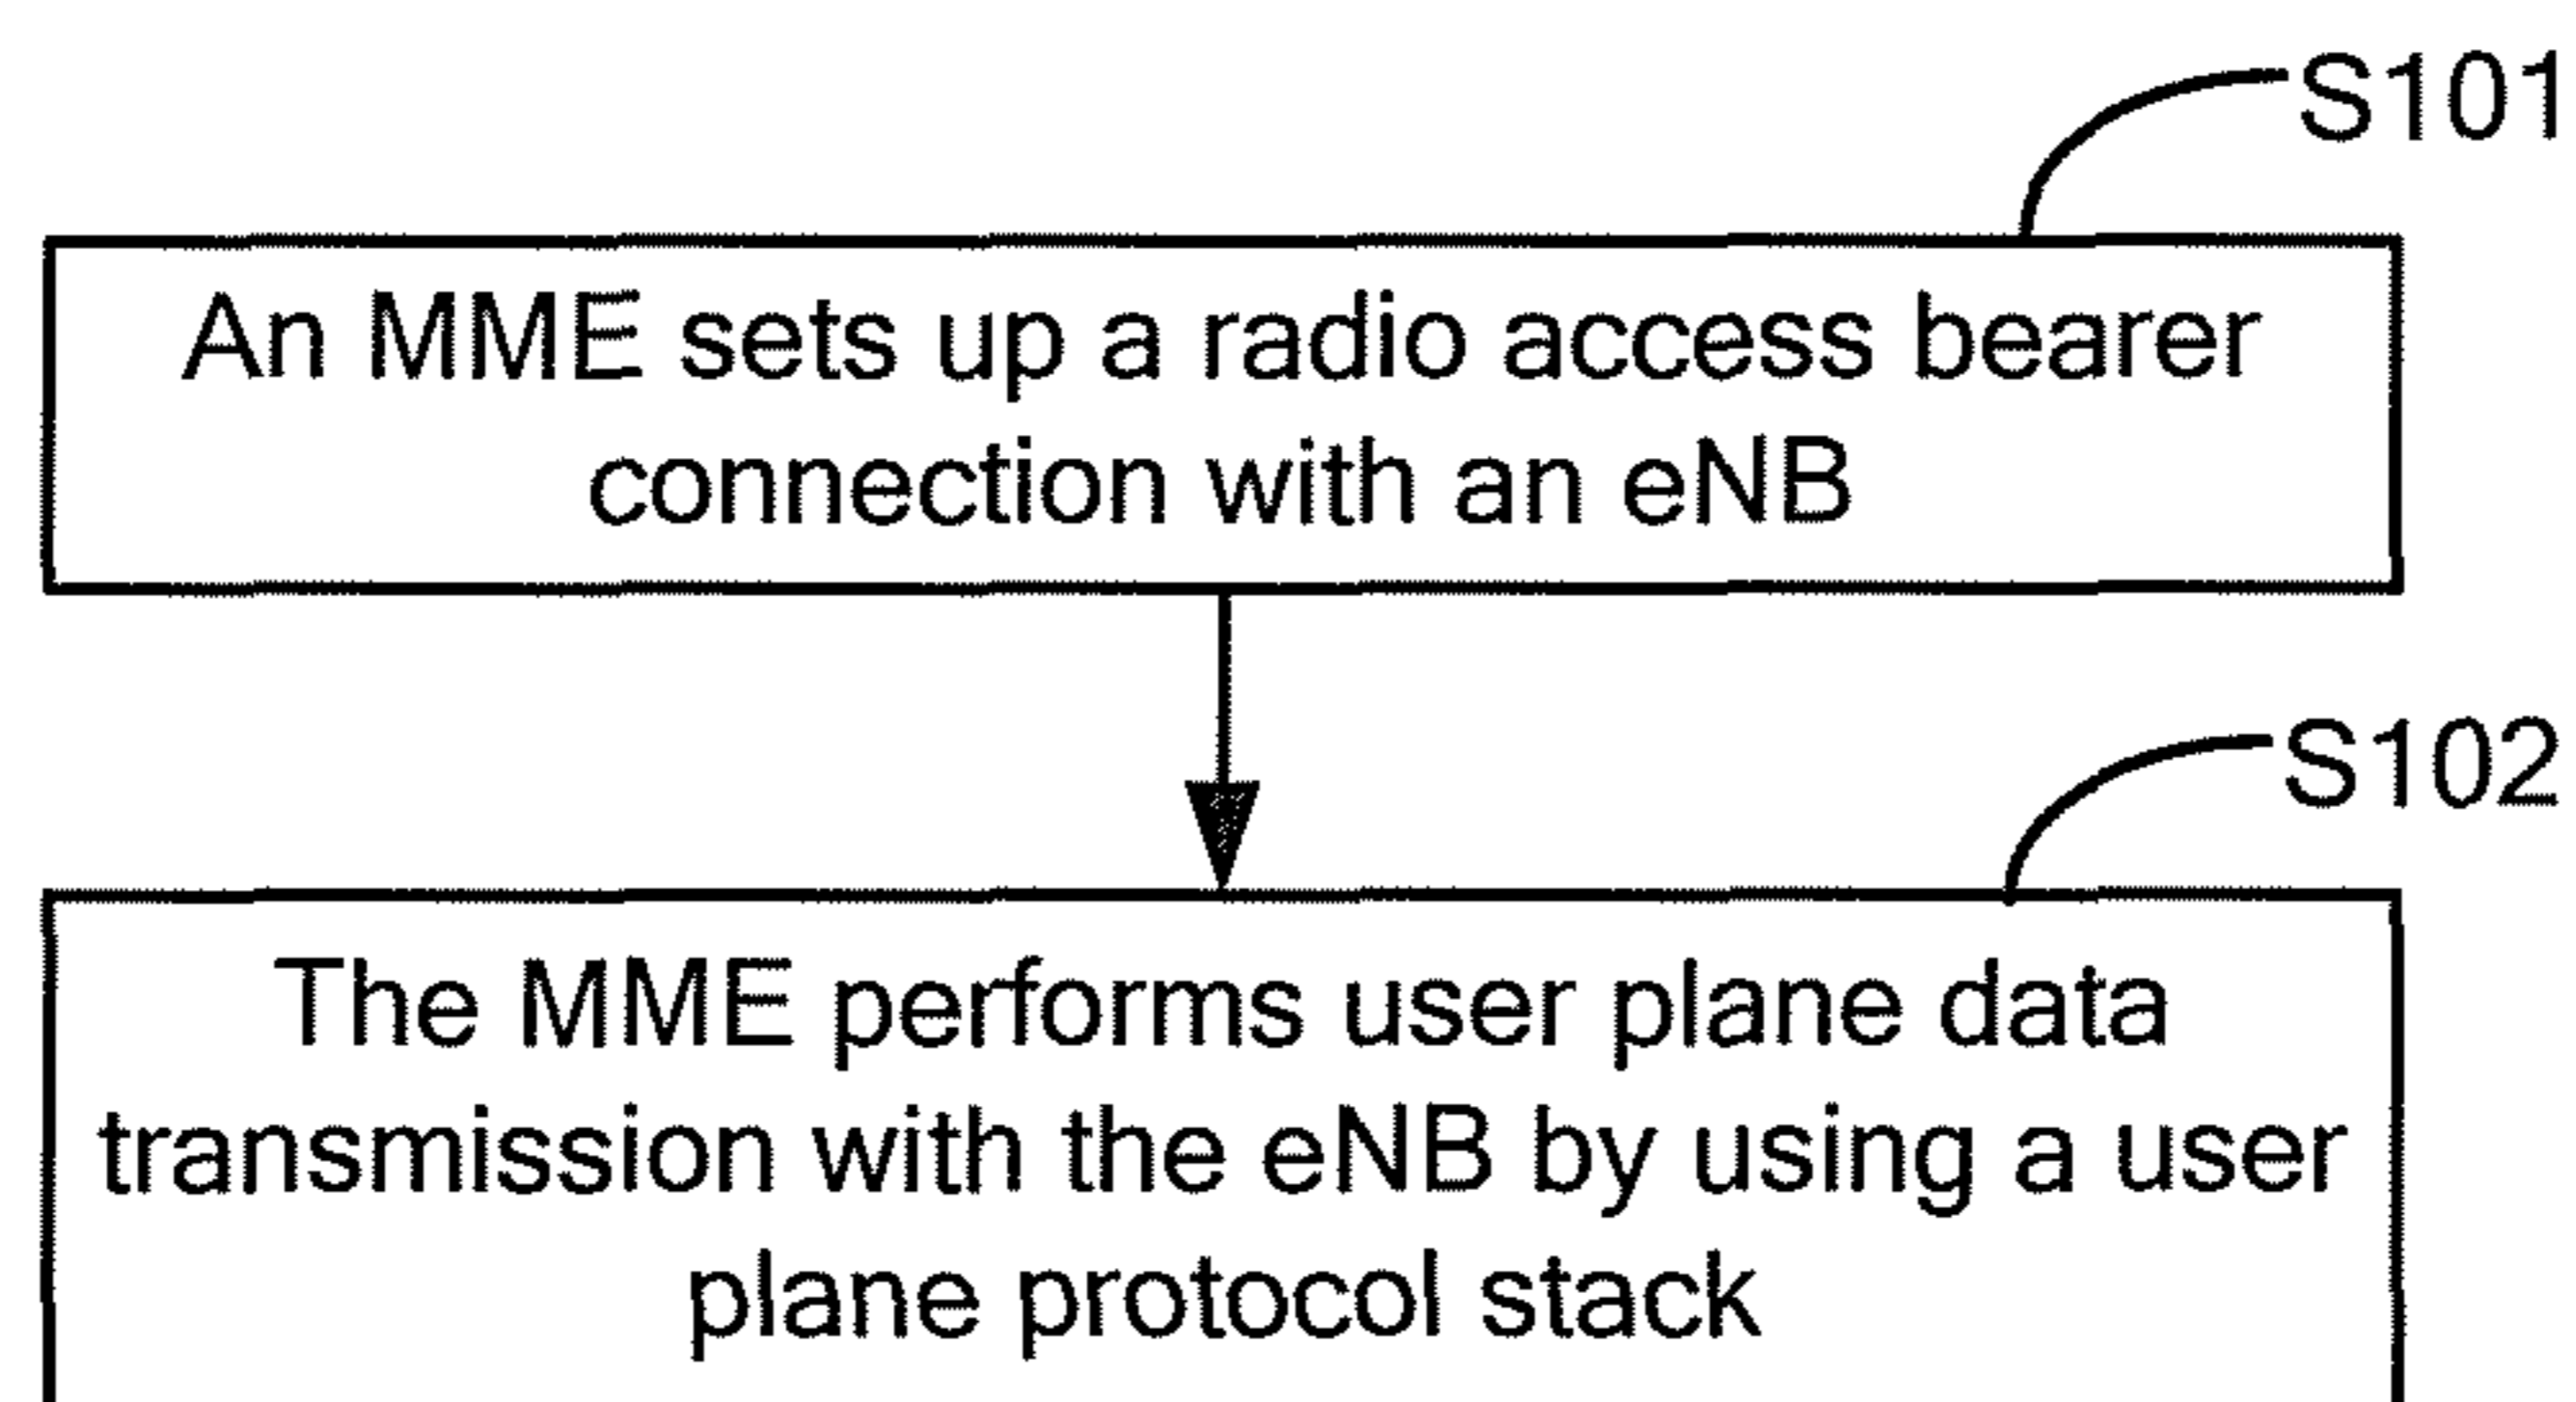 S101
An MME sets up a radio access bearer
connection with an eNB
S102
The MME performs user plane data
transmission with the eNB by using a user
plane protocol stack